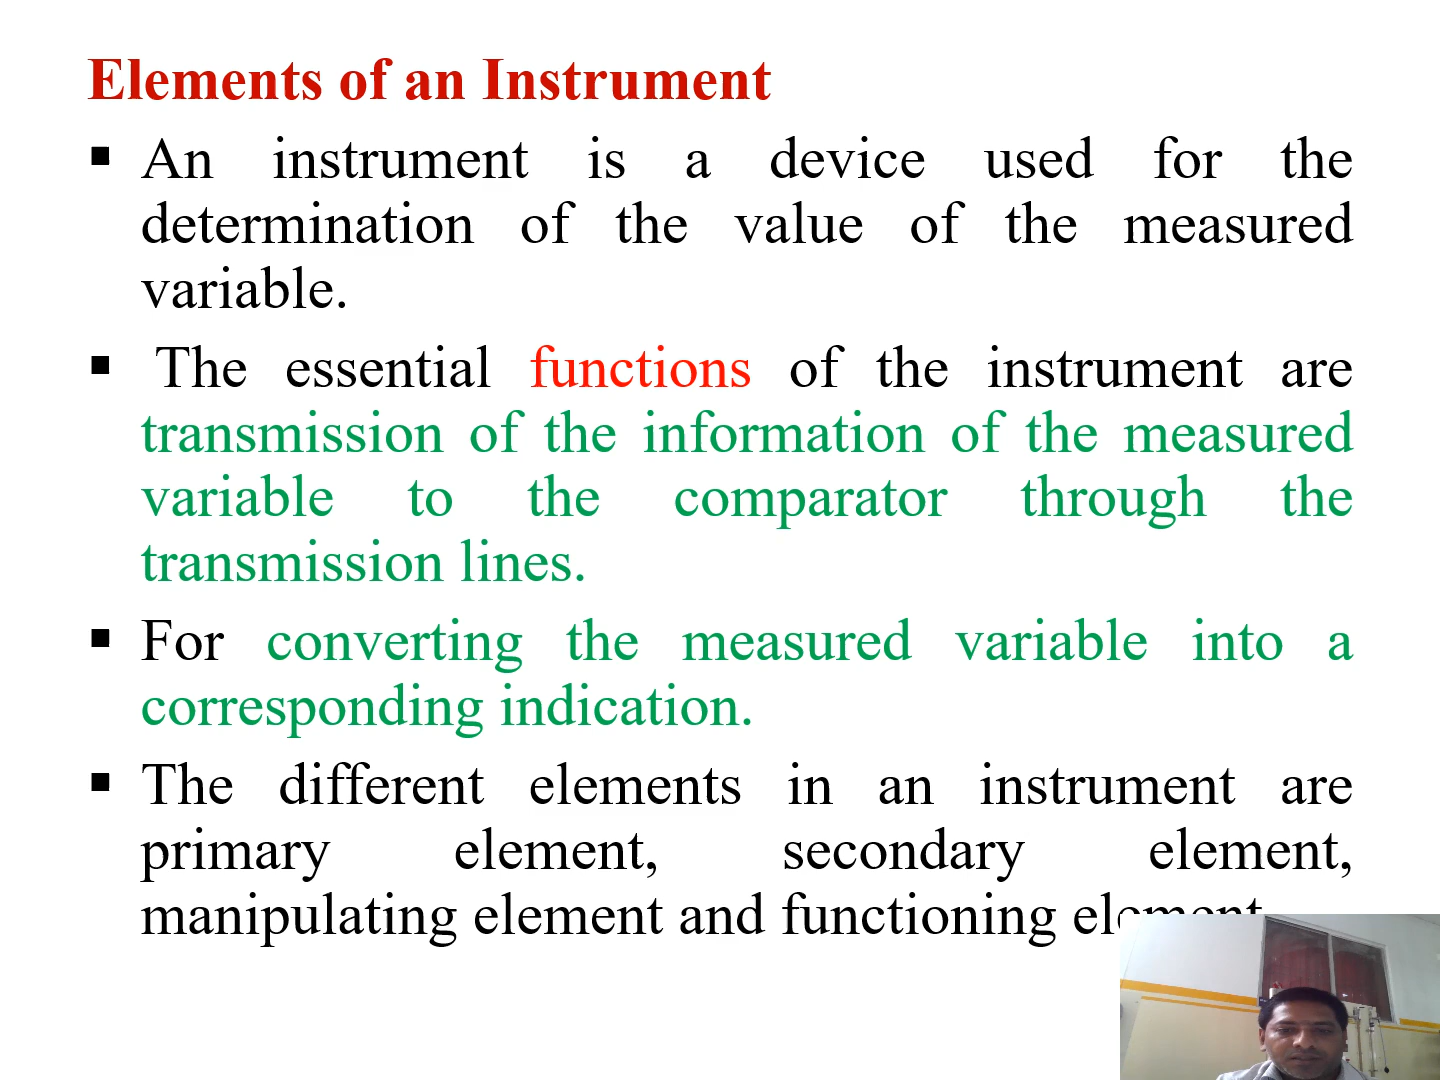 Elements of an Instrument
▪ An instrument is a device used for the
determination of the value of the measured
variable.
▪ The essential functions of the instrument are
transmission of the information of the measured
variable to the comparator through the
transmission lines.
▪ For converting the measured variable into a
corresponding indication.
▪ The different elements in an instrument are
primary element, secondary element,
manipulating element and functioning element